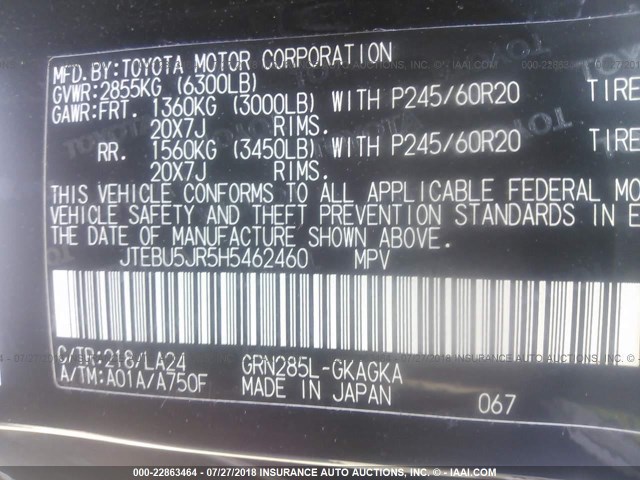 MFD.BY:TOYOTA MOTOR CORPORATION
GVWR:2855KG (6300LB)
GAWR:FRT. 1360KG (3000LB) WITH P245/60R20 TIRE
20X7J RIMS.
RR. 1560KG (3450LB) WITH P245/60R20 TIRE
20X7J RIMS.
THIS VEHICLE CONFORMS TO ALL APPLICABLE FEDERAL MO
VEHICLE SAFETY AND THEFT PREVENTION STANDARDS IN E
THE DATE OF MANUFACTURE SHOWN ABOVE.
JTEBU5JR5H5462460 MPV
C/TR:218/LA24 GRN285L-GKAGKA
A/TM:A01A/A750F MADE IN JAPAN 067
000-22863464 - 07/27/2018 INSURANCE AUTO AUCTIONS - IAAI.COM